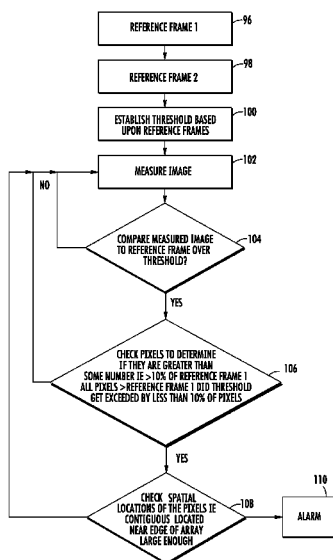 REFERENCE FRAME 1
96
REFERENCE FRAME 2
98
ESTABLISH THRESHOLD BASED
UPON REFERENCE FRAMES
100
MEASURE IMAGE
102
NO
COMPARE MEASURED IMAGE
TO REFERENCE FRAME OVER
THRESHOLD?
104
YES
CHECK PIXELS TO DETERMINE
IF THEY ARE GREATER THAN
SOME NUMBER IE >10% OF REFERENCE FRAME 1
ALL PIXELS >REFERENCE FRAME 1 DID THRESHOLD
GET EXCEEDED BY LESS THAN 10% OF PIXELS
106
YES
CHECK SPATIAL
LOCATIONS OF THE PIXELS IE
CONTIGUOUS LOCATED
NEAR EDGE OF ARRAY
LARGE ENOUGH
108
ALARM
110